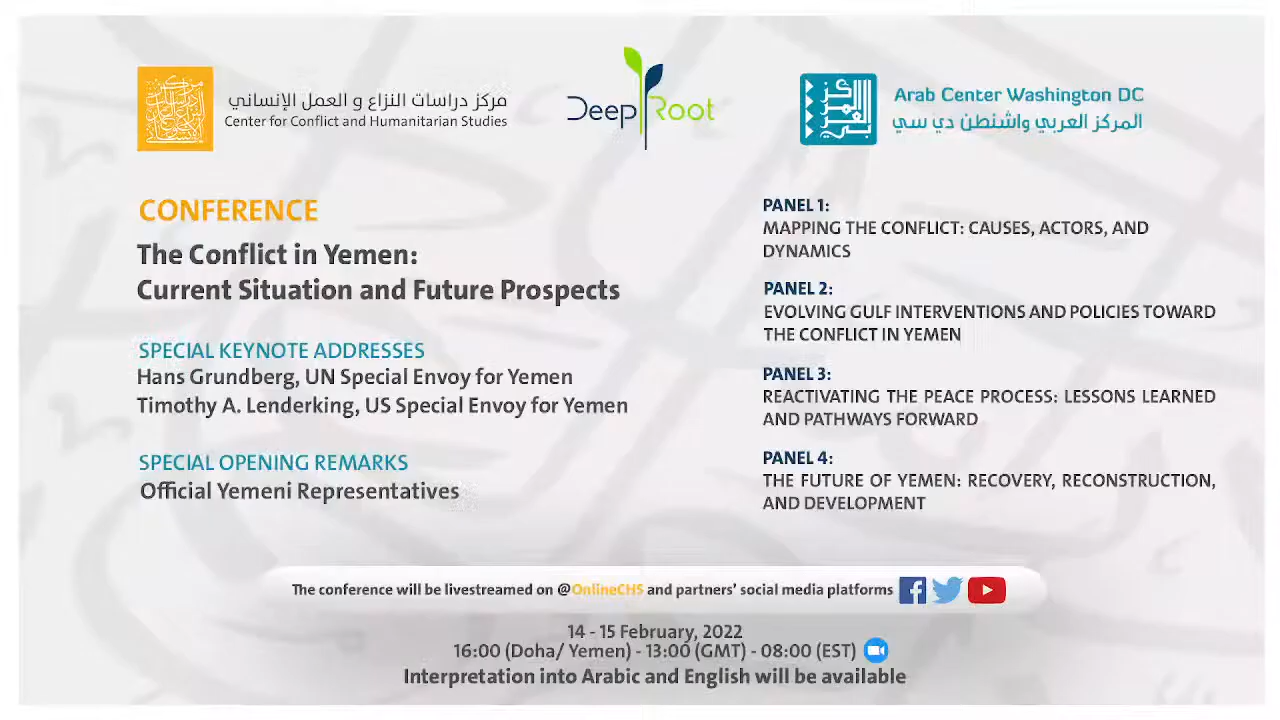 مركز دراسات النزاع و العمل الإنساني
Center for Conflict and Humanitarian Studies
Deep Root
Arab Center Washington DC
المركز العربي واشنطن دي سي
CONFERENCE
The Conflict in Yemen:
Current Situation and Future Prospects
SPECIAL KEYNOTE ADDRESSES
Hans Grundberg, UN Special Envoy for Yemen
Timothy A. Lenderking, US Special Envoy for Yemen
SPECIAL OPENING REMARKS
Official Yemeni Representatives
PANEL 1:
MAPPING THE CONFLICT: CAUSES, ACTORS, AND
DYNAMICS
PANEL 2:
EVOLVING GULF INTERVENTIONS AND POLICIES TOWARD
THE CONFLICT IN YEMEN
PANEL 3:
REACTIVATING THE PEACE PROCESS: LESSONS LEARNED
AND PATHWAYS FORWARD
PANEL 4:
THE FUTURE OF YEMEN: RECOVERY, RECONSTRUCTION,
AND DEVELOPMENT
The conference will be livestreamed on @OnlineCHS and partners' social media platforms
14 - 15 February, 2022
16:00 (Doha/ Yemen) - 13:00 (GMT) - 08:00 (EST)
Interpretation into Arabic and English will be available